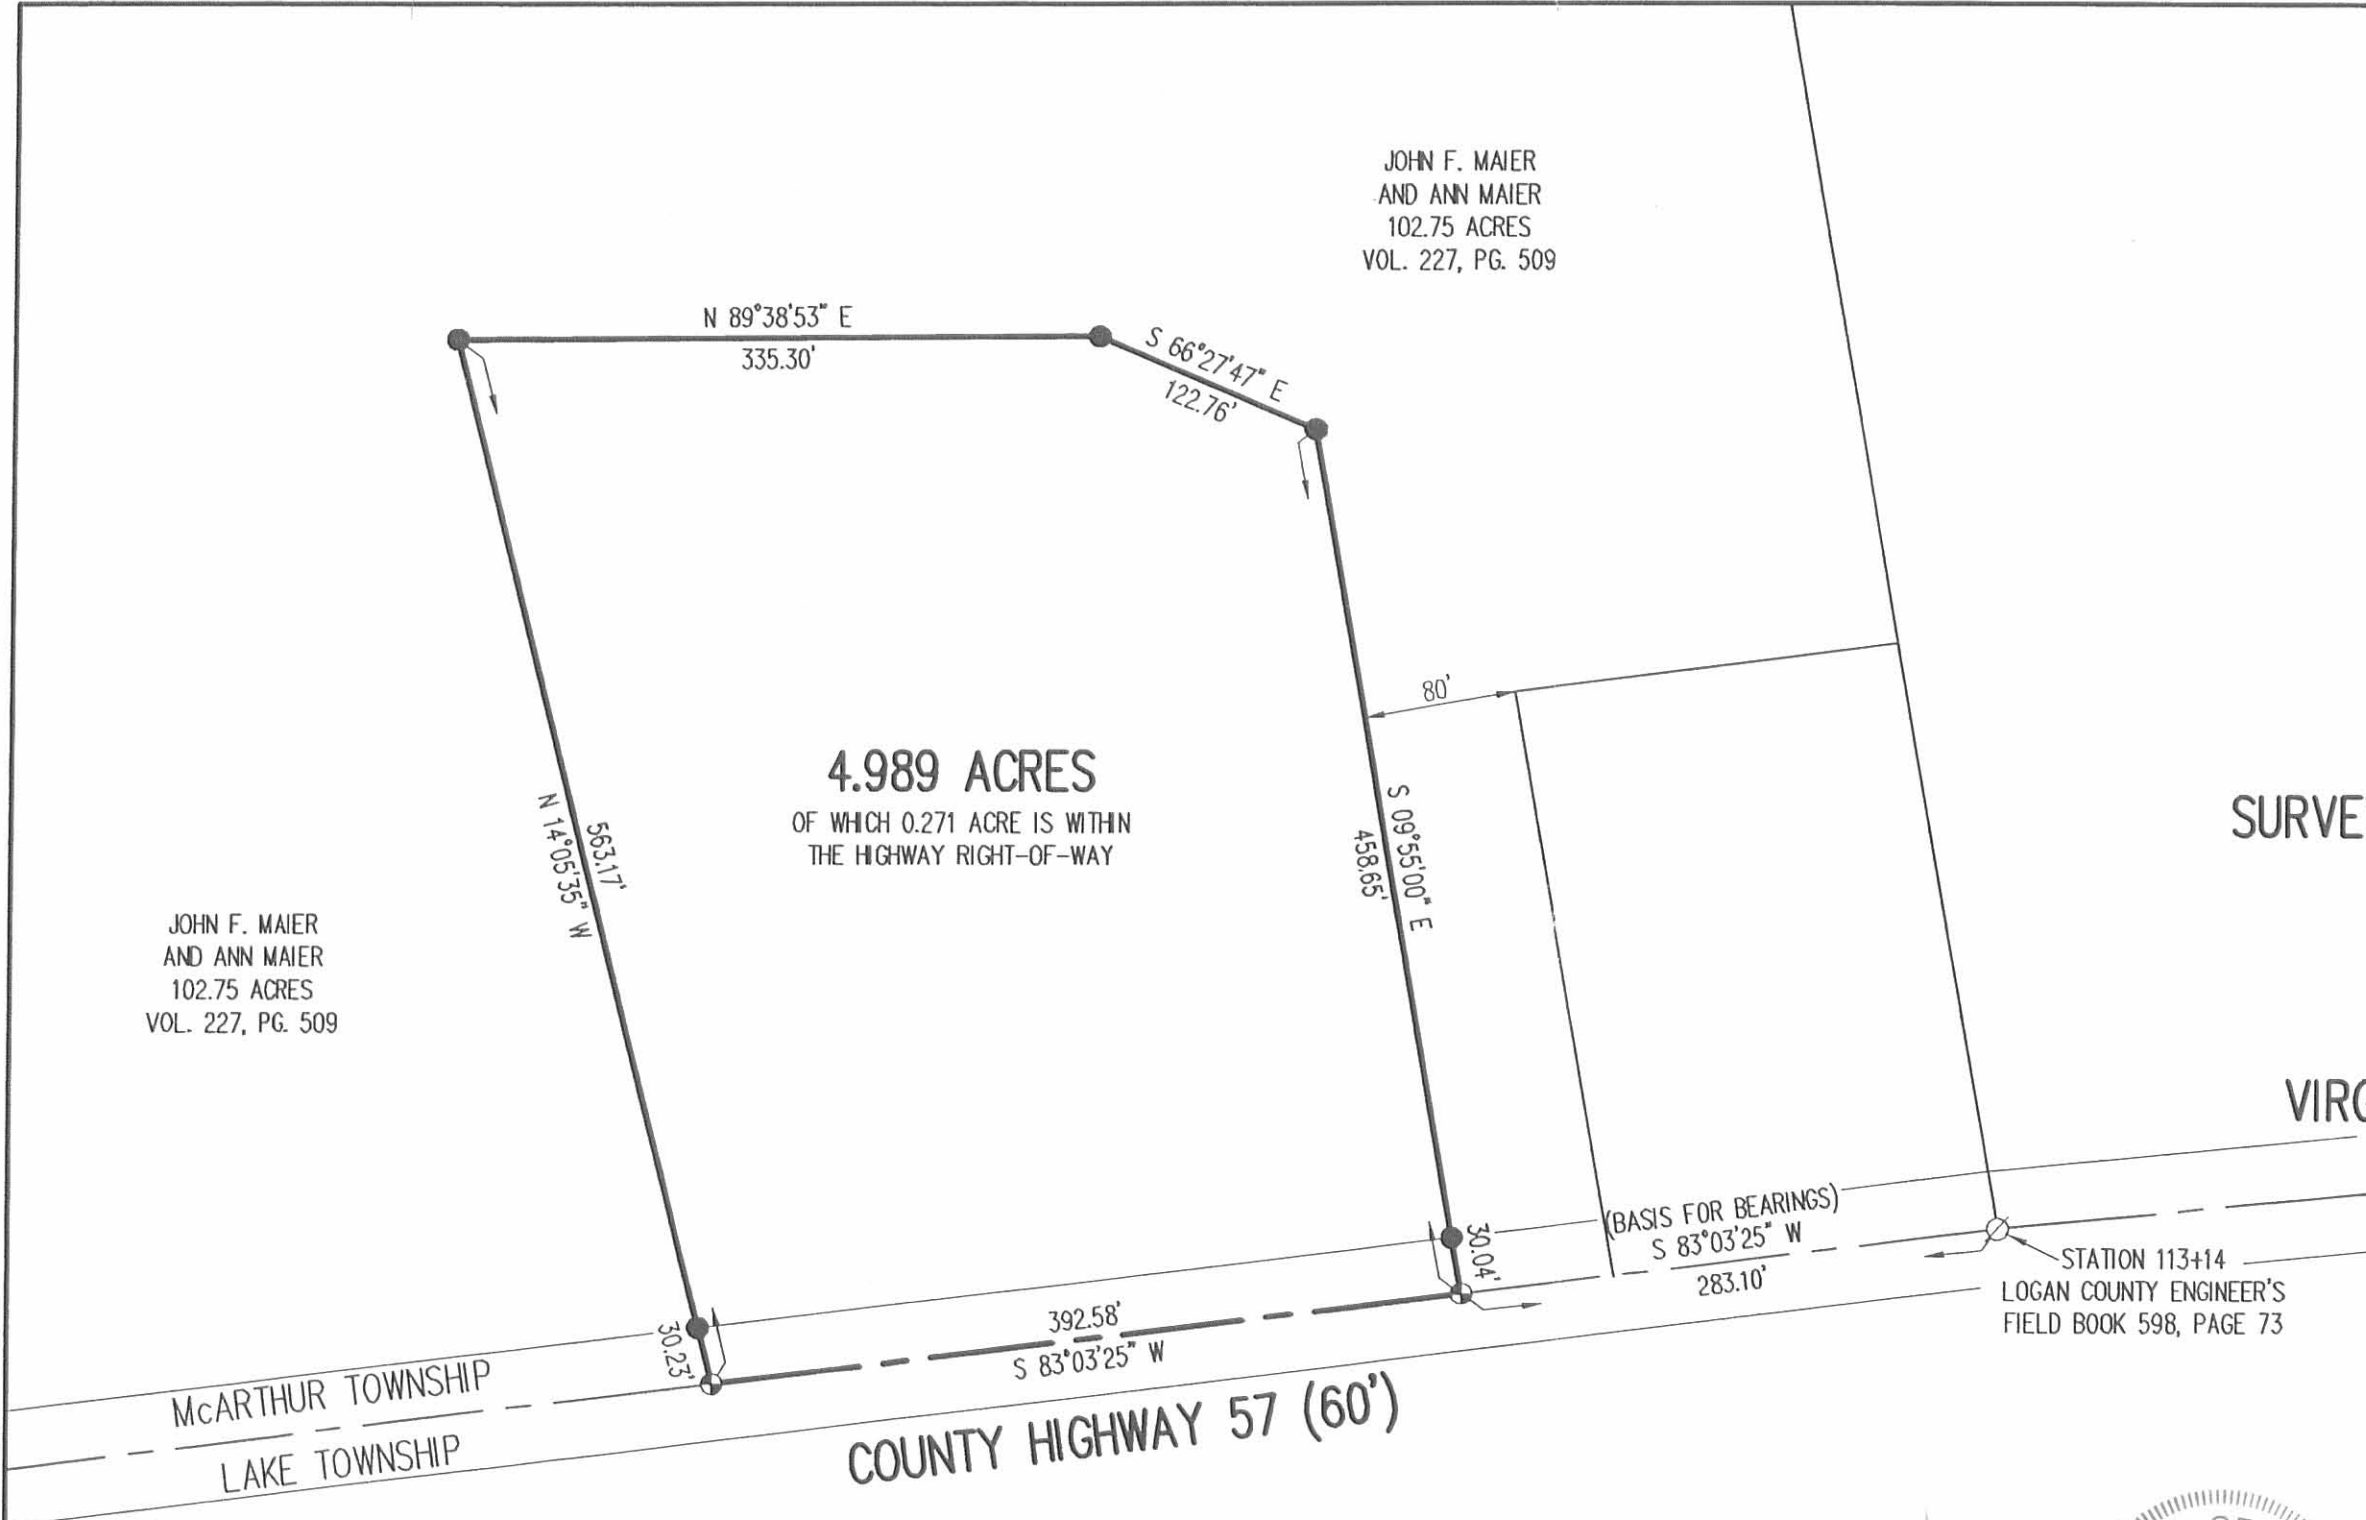 JOHN F. MAIER
AND ANN MAIER
102.75 ACRES
VOL. 227, PG. 509
N 89°38'53" E
335.30'
S 66°27'47" E
122.76'
80'
4.989 ACRES
OF WHICH 0.271 ACRE IS WITHIN
THE HIGHWAY RIGHT-OF-WAY
563.17'
N 14°05'35" W
S 09°55'00" E
458.65'
SURVE
JOHN F. MAIER
AND ANN MAIER
102.75 ACRES
VOL. 227, PG. 509
VIRG
(BASIS FOR BEARINGS)
S 83°03'25" W
283.10'
30.04'
STATION 113+14
LOGAN COUNTY ENGINEER'S
FIELD BOOK 598, PAGE 73
392.58'
S 83°03'25" W
30.23'
McARTHUR TOWNSHIP
LAKE TOWNSHIP
COUNTY HIGHWAY 57 (60')